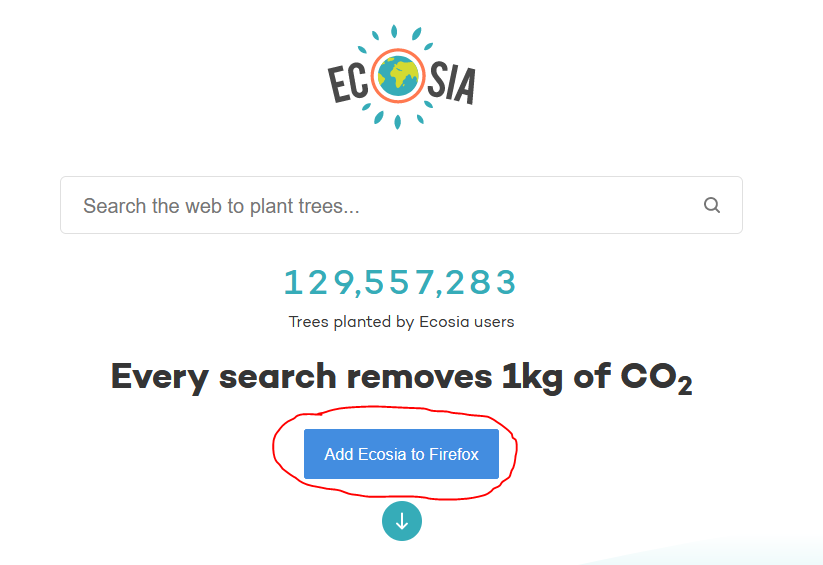 ECOSIA
Search the web to plant trees...
129,557,283
Trees planted by Ecosia users
Every search removes 1kg of CO₂
Add Ecosia to Firefox